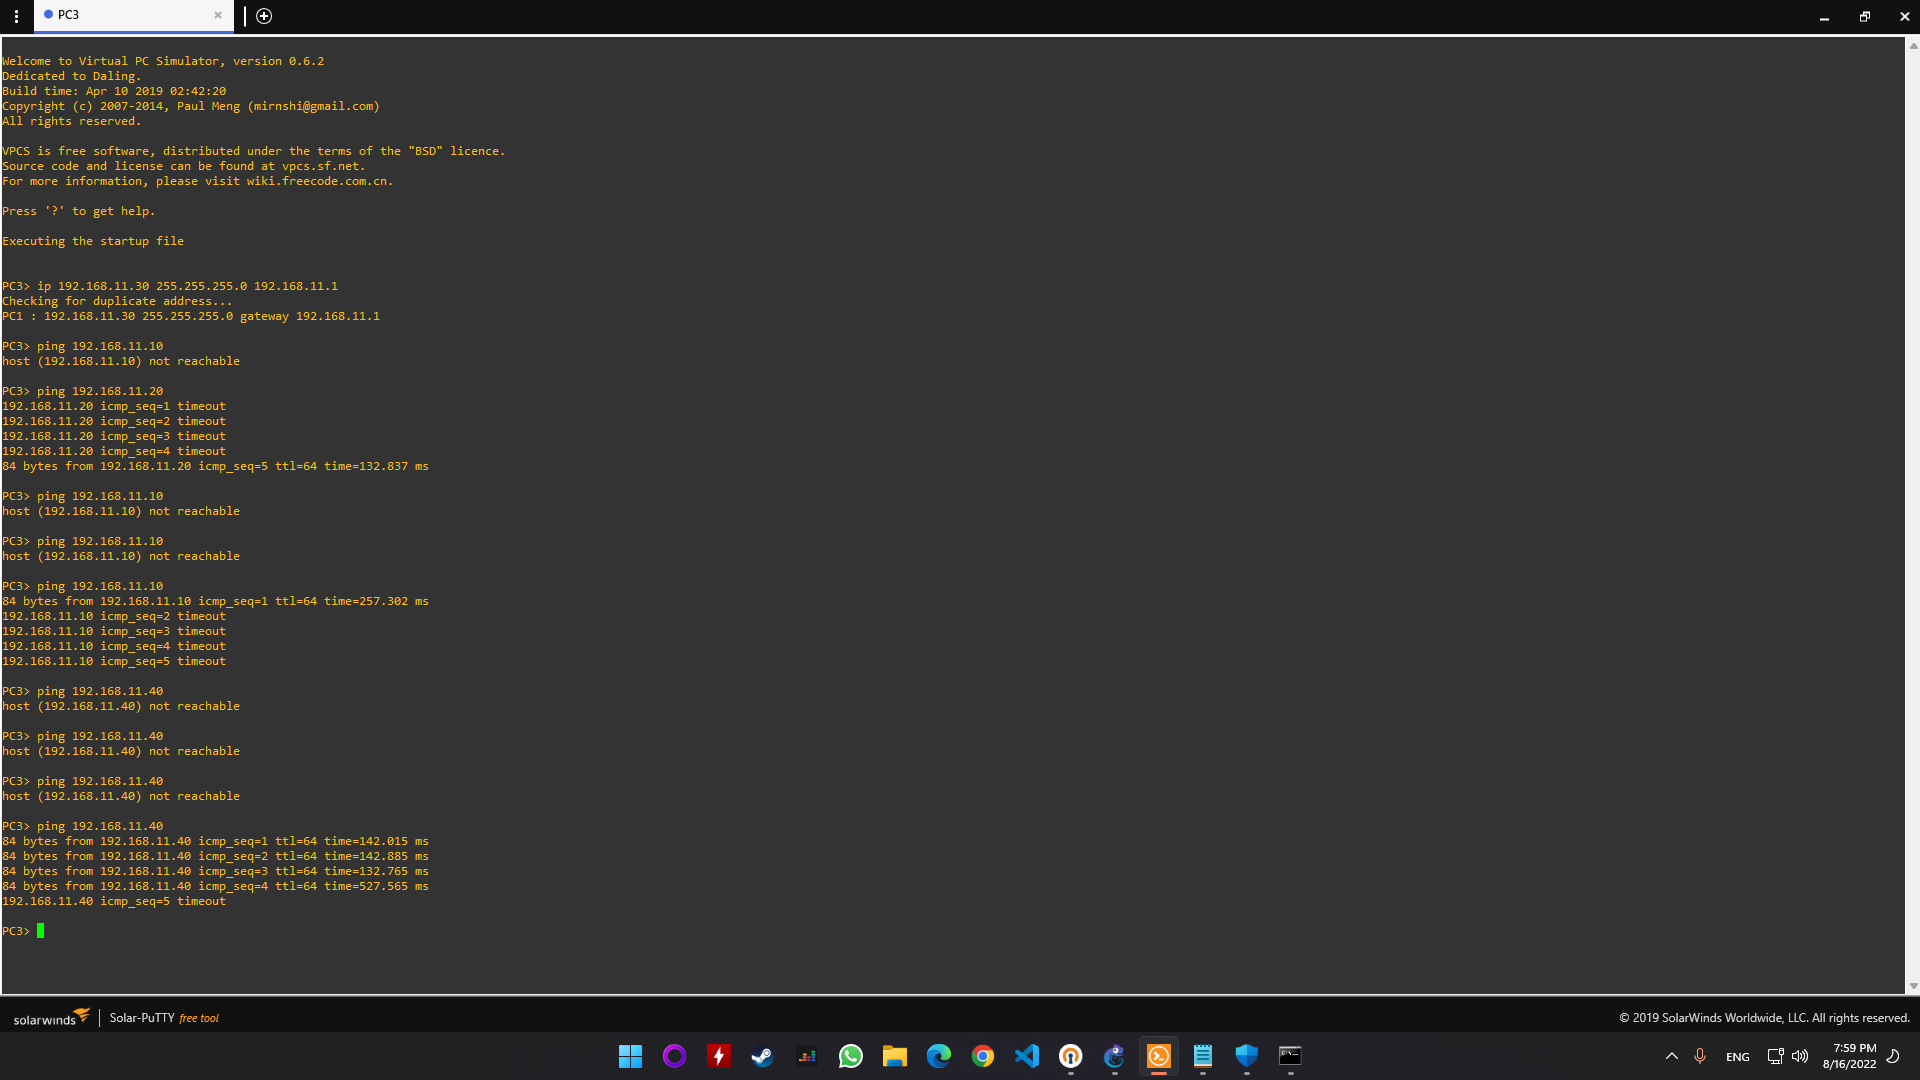 PC3
Welcome to Virtual PC Simulator, version 0.6.2
Dedicated to Daling.
Build time: Apr 10 2019 02:42:20
Copyright (c) 2007-2014, Paul Meng (mirnshi@gmail.com)
All rights reserved.
VPCS is free software, distributed under the terms of the "BSD" licence.
Source code and license can be found at vpcs.sf.net.
For more information, please visit wiki.freecode.com.cn.
Press '?' to get help.
Executing the startup file
PC3> ip 192.168.11.30 255.255.255.0 192.168.11.1
Checking for duplicate address...
PC1 : 192.168.11.30 255.255.255.0 gateway 192.168.11.1
PC3> ping 192.168.11.10
host (192.168.11.10) not reachable
PC3> ping 192.168.11.20
192.168.11.20 icmp_seq=1 timeout
192.168.11.20 icmp_seq=2 timeout
192.168.11.20 icmp_seq=3 timeout
192.168.11.20 icmp_seq=4 timeout
84 bytes from 192.168.11.20 icmp_seq=5 ttl=64 time=132.837 ms
PC3> ping 192.168.11.10
host (192.168.11.10) not reachable
PC3> ping 192.168.11.10
host (192.168.11.10) not reachable
PC3> ping 192.168.11.10
84 bytes from 192.168.11.10 icmp_seq=1 ttl=64 time=257.302 ms
192.168.11.10 icmp_seq=2 timeout
192.168.11.10 icmp_seq=3 timeout
192.168.11.10 icmp_seq=4 timeout
192.168.11.10 icmp_seq=5 timeout
PC3> ping 192.168.11.40
host (192.168.11.40) not reachable
PC3> ping 192.168.11.40
host (192.168.11.40) not reachable
PC3> ping 192.168.11.40
host (192.168.11.40) not reachable
PC3> ping 192.168.11.40
84 bytes from 192.168.11.40 icmp_seq=1 ttl=64 time=142.015 ms
84 bytes from 192.168.11.40 icmp_seq=2 ttl=64 time=142.885 ms
84 bytes from 192.168.11.40 icmp_seq=3 ttl=64 time=132.765 ms
84 bytes from 192.168.11.40 icmp_seq=4 ttl=64 time=527.565 ms
192.168.11.40 icmp_seq=5 timeout
PC3>
solarwinds Solar-PuTTY free tool © 2019 SolarWinds Worldwide, LLC. All rights reserved.
ENG
7:59 PM
8/16/2022